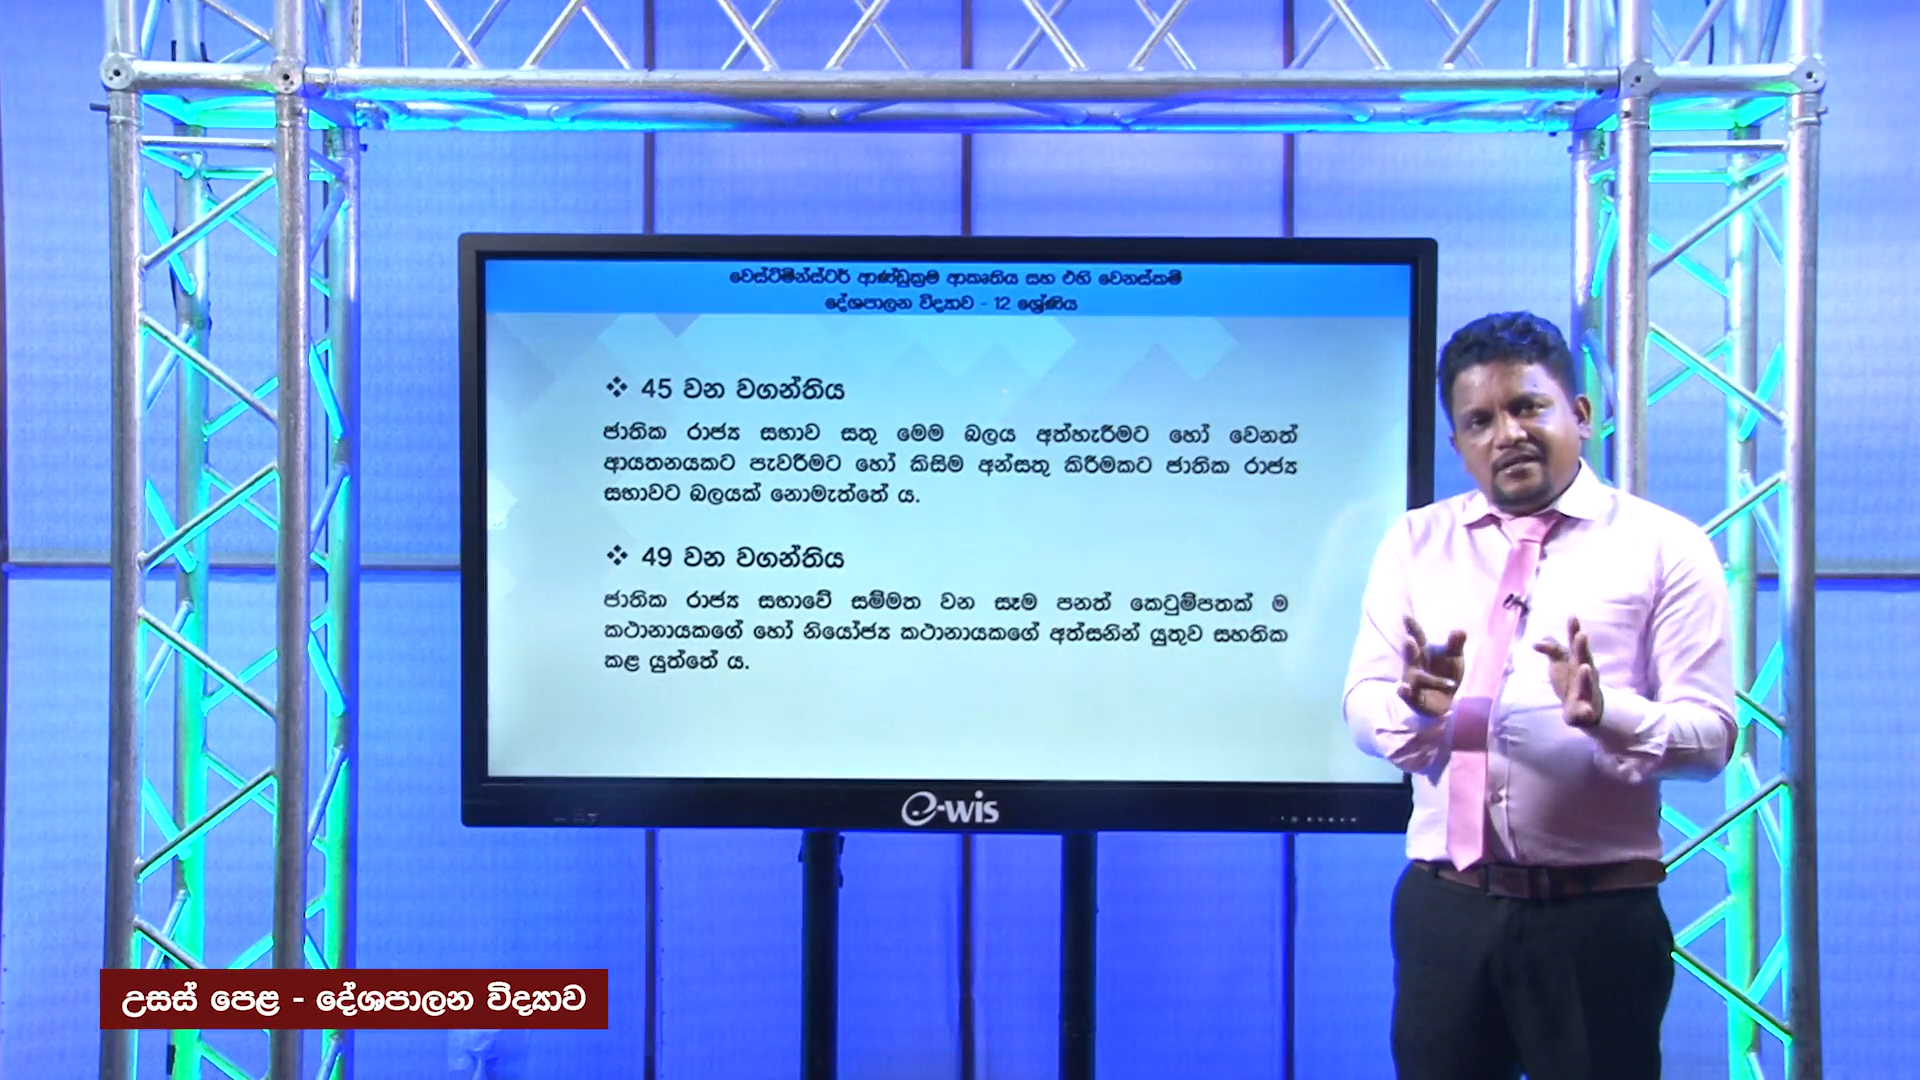 වෙස්ට්මින්ස්ටර් ආණ්ඩුක්‍රම ආකෘතිය සහ එහි වෙනස්කම්
දේශපාලන විද්‍යාව - 12 ශ්‍රේණිය
❖ 45 වන වගන්තිය
ජාතික රාජ්‍ය සභාව සතු මෙම බලය අත්හැරීමට හෝ වෙනත්
ආයතනයකට පැවරීමට හෝ කිසිම අන්සතු කිරීමකට ජාතික රාජ්‍ය
සභාවට බලයක් නොමැත්තේ ය.
❖ 49 වන වගන්තිය
ජාතික රාජ්‍ය සභාවේ සම්මත වන සෑම පනත් කෙටුම්පතක් ම
කථානායකගේ හෝ නියෝජ්‍ය කථානායකගේ අත්සනින් යුතුව සහතික
කළ යුත්තේ ය.
e-wis
උසස් පෙළ - දේශපාලන විද්‍යාව